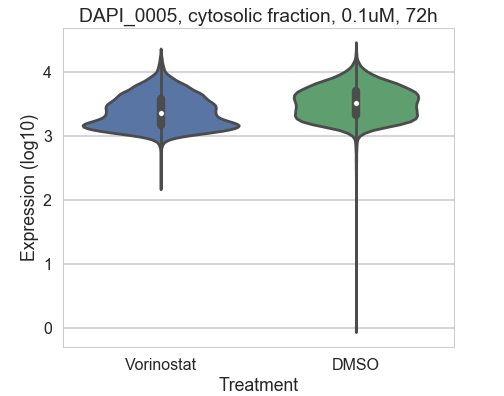 DAPI_0005, cytosolic fraction, 0.1uM, 72h
Expression (log10)
4
3
2
1
0
Vorinostat DMSO
Treatment